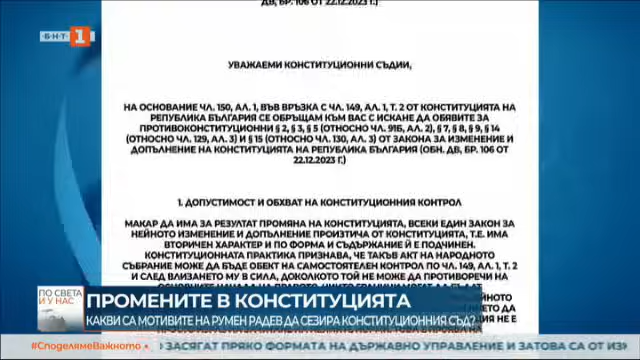 БНТ 1
ДВ, БР. 106 ОТ 22.12.2023 Г.)
УВАЖАЕМИ КОНСТИТУЦИОННИ СЪДИИ,
НА ОСНОВАНИЕ ЧЛ. 150, АЛ. 1, ВЪВ ВРЪЗКА С ЧЛ. 149, АЛ. 1, Т. 2 ОТ КОНСТИТУЦИЯТА НА
РЕПУБЛИКА БЪЛГАРИЯ СЕ ОБРЪЩАМ КЪМ ВАС С ИСКАНЕ ДА ОБЯВИТЕ ЗА
ПРОТИВОКОНСТИТУЦИОННИ § 2, § 3, § 5 (ОТНОСНО ЧЛ. 91Б, АЛ. 2), § 7, § 8, § 9, § 14
(ОТНОСНО ЧЛ. 129, АЛ. 3) И § 15 (ОТНОСНО ЧЛ. 130, АЛ. 3) ОТ ЗАКОНА ЗА ИЗМЕНЕНИЕ И
ДОПЪЛНЕНИЕ НА КОНСТИТУЦИЯТА НА РЕПУБЛИКА БЪЛГАРИЯ (ОБН. ДВ, БР. 106 ОТ
22.12.2023 Г.)
1. ДОПУСТИМОСТ И ОБХВАТ НА КОНСТИТУЦИОННИЯ КОНТРОЛ
МАКАР ДА ИМА ЗА РЕЗУЛТАТ ПРОМЯНА НА КОНСТИТУЦИЯТА, ВСЕКИ ЕДИН ЗАКОН ЗА
НЕЙНОТО ИЗМЕНЕНИЕ И ДОПЪЛНЕНИЕ ПРОИЗТИЧА ОТ КОНСТИТУЦИЯТА, Т.Е. ИМА
ВТОРИЧЕН ХАРАКТЕР И ПО ФОРМА И СЪДЪРЖАНИЕ Й Е ПОДЧИНЕН.
КОНСТИТУЦИОННАТА ПРАКТИКА ПРИЗНАВА, ЧЕ ТАКЪВ АКТ НА НАРОДНОТО
СЪБРАНИЕ МОЖЕ ДА БЪДЕ ОБЕКТ НА САМОСТОЯТЕЛЕН КОНТРОЛ ПО ЧЛ. 149, АЛ. 1, Т. 2
И СЛЕД ВЛИЗАНЕТО МУ В СИЛА, ДОКОЛКОТО ТОЙ НЕ МОЖЕ ДА ПРОТИВОРЕЧИ НА
ПО СВЕТА И У НАС
ПРОМЕНИТЕ В КОНСТИТУЦИЯТА
КАКВИ СА МОТИВИТЕ НА РУМЕН РАДЕВ ДА СЕЗИРА КОНСТИТУЦИОННИЯ СЪД?
#СподелямеВажното ЗАСЯГАТ ПРЯКО ФОРМАТА НА ДЪРЖАВНО УПРАВЛЕНИЕ И ЗАТОВА СА ОТ ИЗ